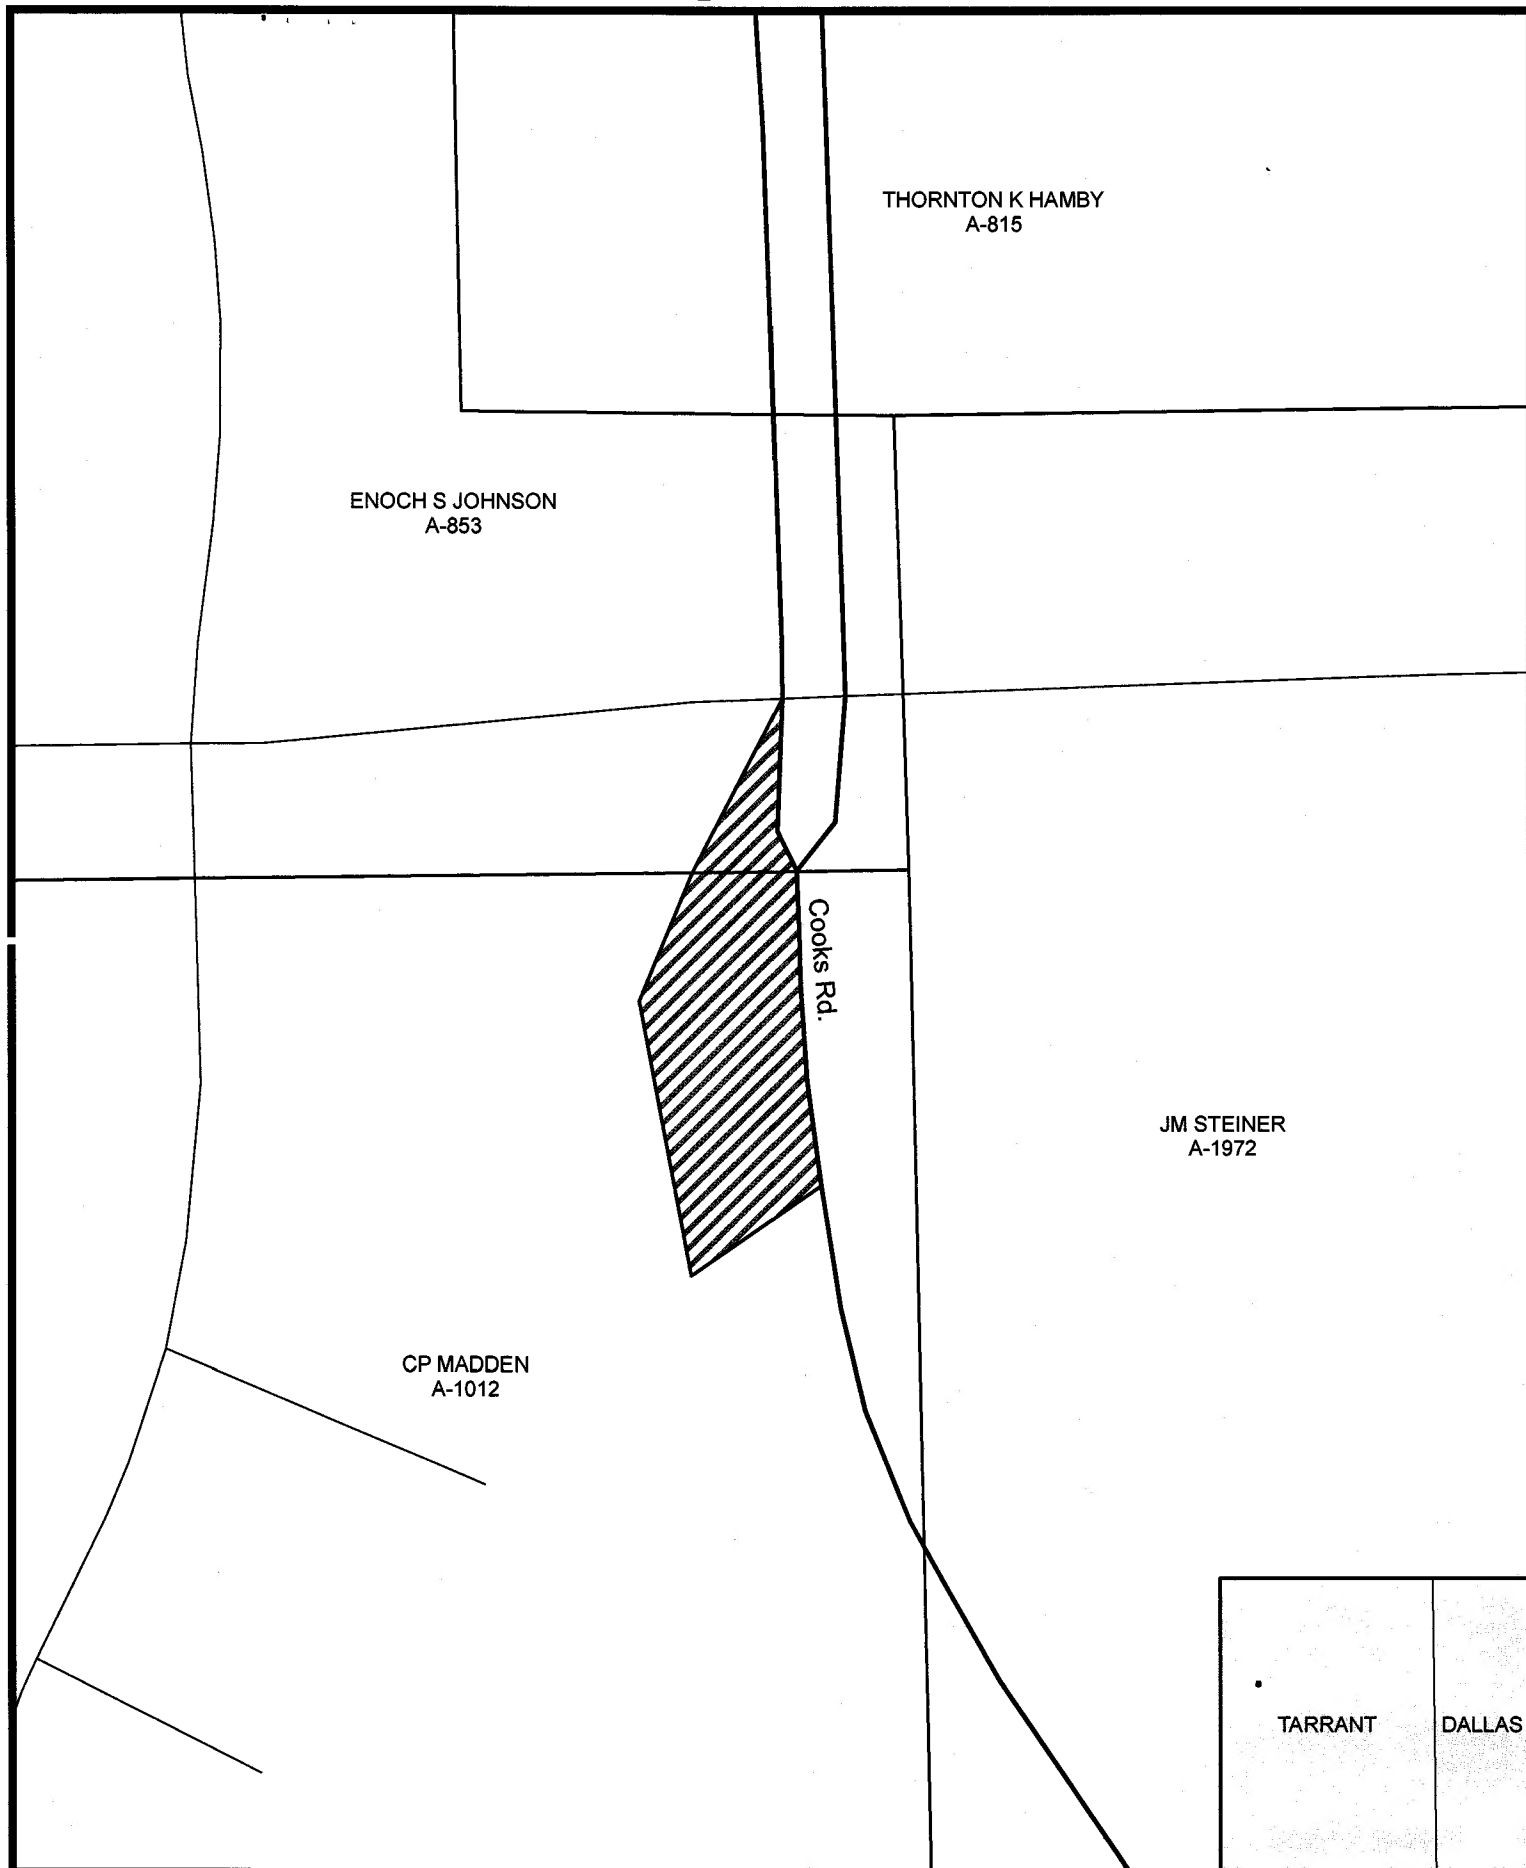 THORNTON K HAMBY
A-815
ENOCH S JOHNSON
A-853
Cooks Rd.
JM STEINER
A-1972
CP MADDEN
A-1012
TARRANT
DALLAS